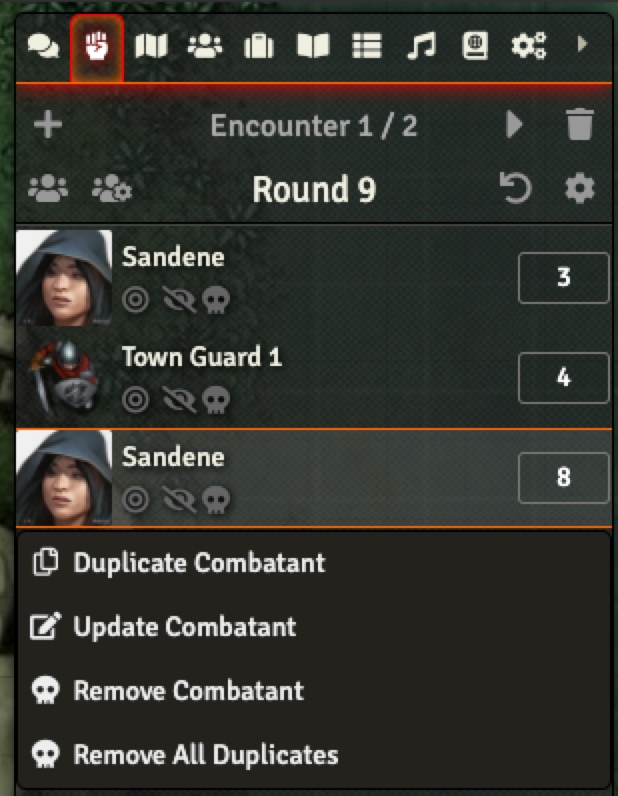 Encounter 1 / 2
Round 9
Sandene
3
Town Guard 1
4
Sandene
8
Duplicate Combatant
Update Combatant
Remove Combatant
Remove All Duplicates